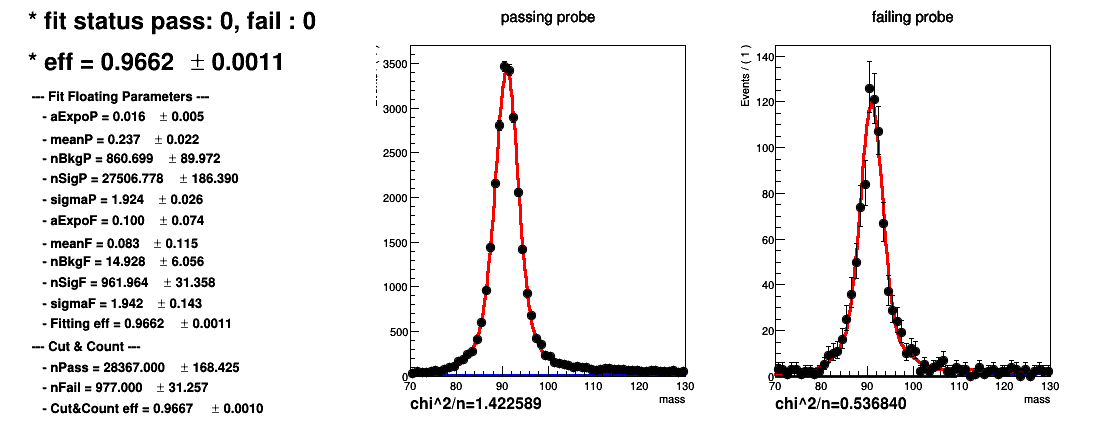 * fit status pass: 0, fail : 0
* eff = 0.9662 ± 0.0011
--- Fit Floating Parameters ---
- aExpoP = 0.016 ± 0.005
- meanP = 0.237 ± 0.022
- nBkgP = 860.699 ± 89.972
- nSigP = 27506.778 ± 186.390
- sigmaP = 1.924 ± 0.026
- aExpoF = 0.100 ± 0.074
- meanF = 0.083 ± 0.115
- nBkgF = 14.928 ± 6.056
- nSigF = 961.964 ± 31.358
- sigmaF = 1.942 ± 0.143
- Fitting eff = 0.9662 ± 0.0011
--- Cut & Count ---
- nPass = 28367.000 ± 168.425
- nFail = 977.000 ± 31.257
- Cut&Count eff = 0.9667 ± 0.0010
passing probe
3500
3000
2500
2000
1500
1000
500
0
70 80 90 100 110 120 130
mass
chi^2/n=1.422589
failing probe
Events / ( 1 )
140
120
100
80
60
40
20
0
70 80 90 100 110 120 130
mass
chi^2/n=0.536840